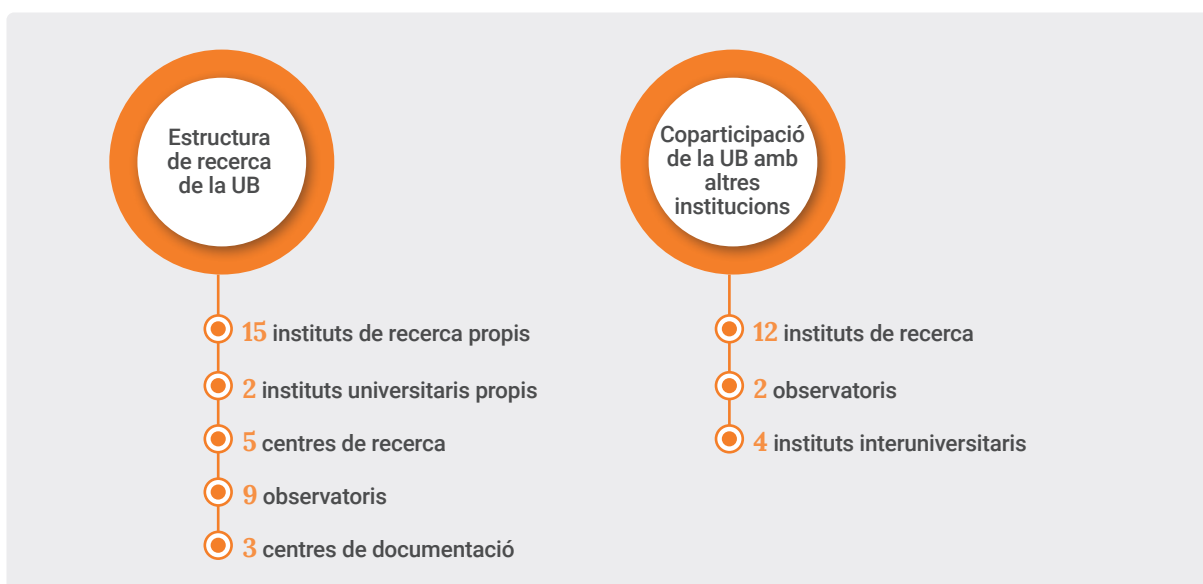 Estructura
de recerca
de la UB
15 instituts de recerca propis
2 instituts universitaris propis
5 centres de recerca
9 observatoris
3 centres de documentació
Coparticipació
de la UB amb
altres
institucions
12 instituts de recerca
2 observatoris
4 instituts interuniversitaris